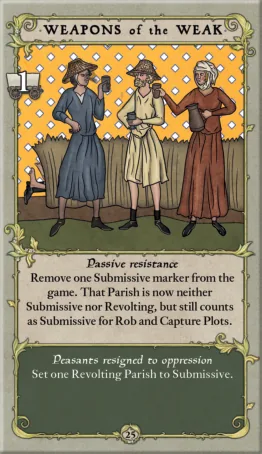 WEAPONS of the WEAK
1
Passive resistance
Remove one Submissive marker from the
game. That Parish is now neither
Submissive nor Revolting, but still counts
as Submissive for Rob and Capture Plots.
Peasants resigned to oppression
Set one Revolting Parish to Submissive.
25